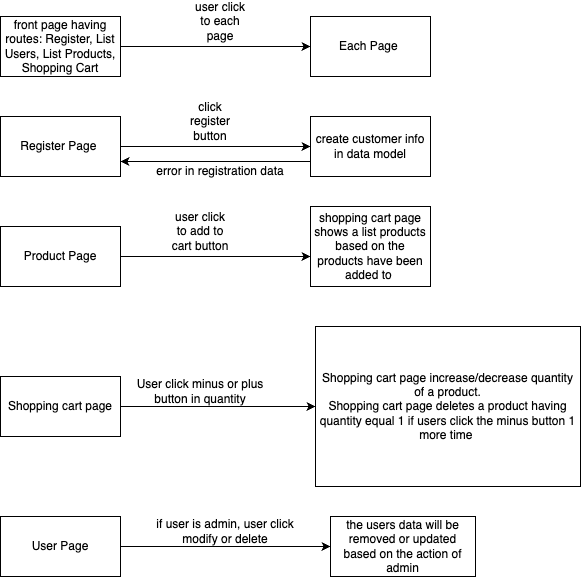 front page having
routes: Register, List
Users, List Products,
Shopping Cart
user click
to each
page
Each Page
Register Page
click
register
button
create customer info
in data model
error in registration data
Product Page
user click
to add to
cart button
shopping cart page
shows a list products
based on the
products have been
added to
Shopping cart page
User click minus or plus
button in quantity
Shopping cart page increase/decrease quantity
of a product.
Shopping cart page deletes a product having
quantity equal 1 if users click the minus button 1
more time
User Page
if user is admin, user click
modify or delete
the users data will be
removed or updated
based on the action of
admin